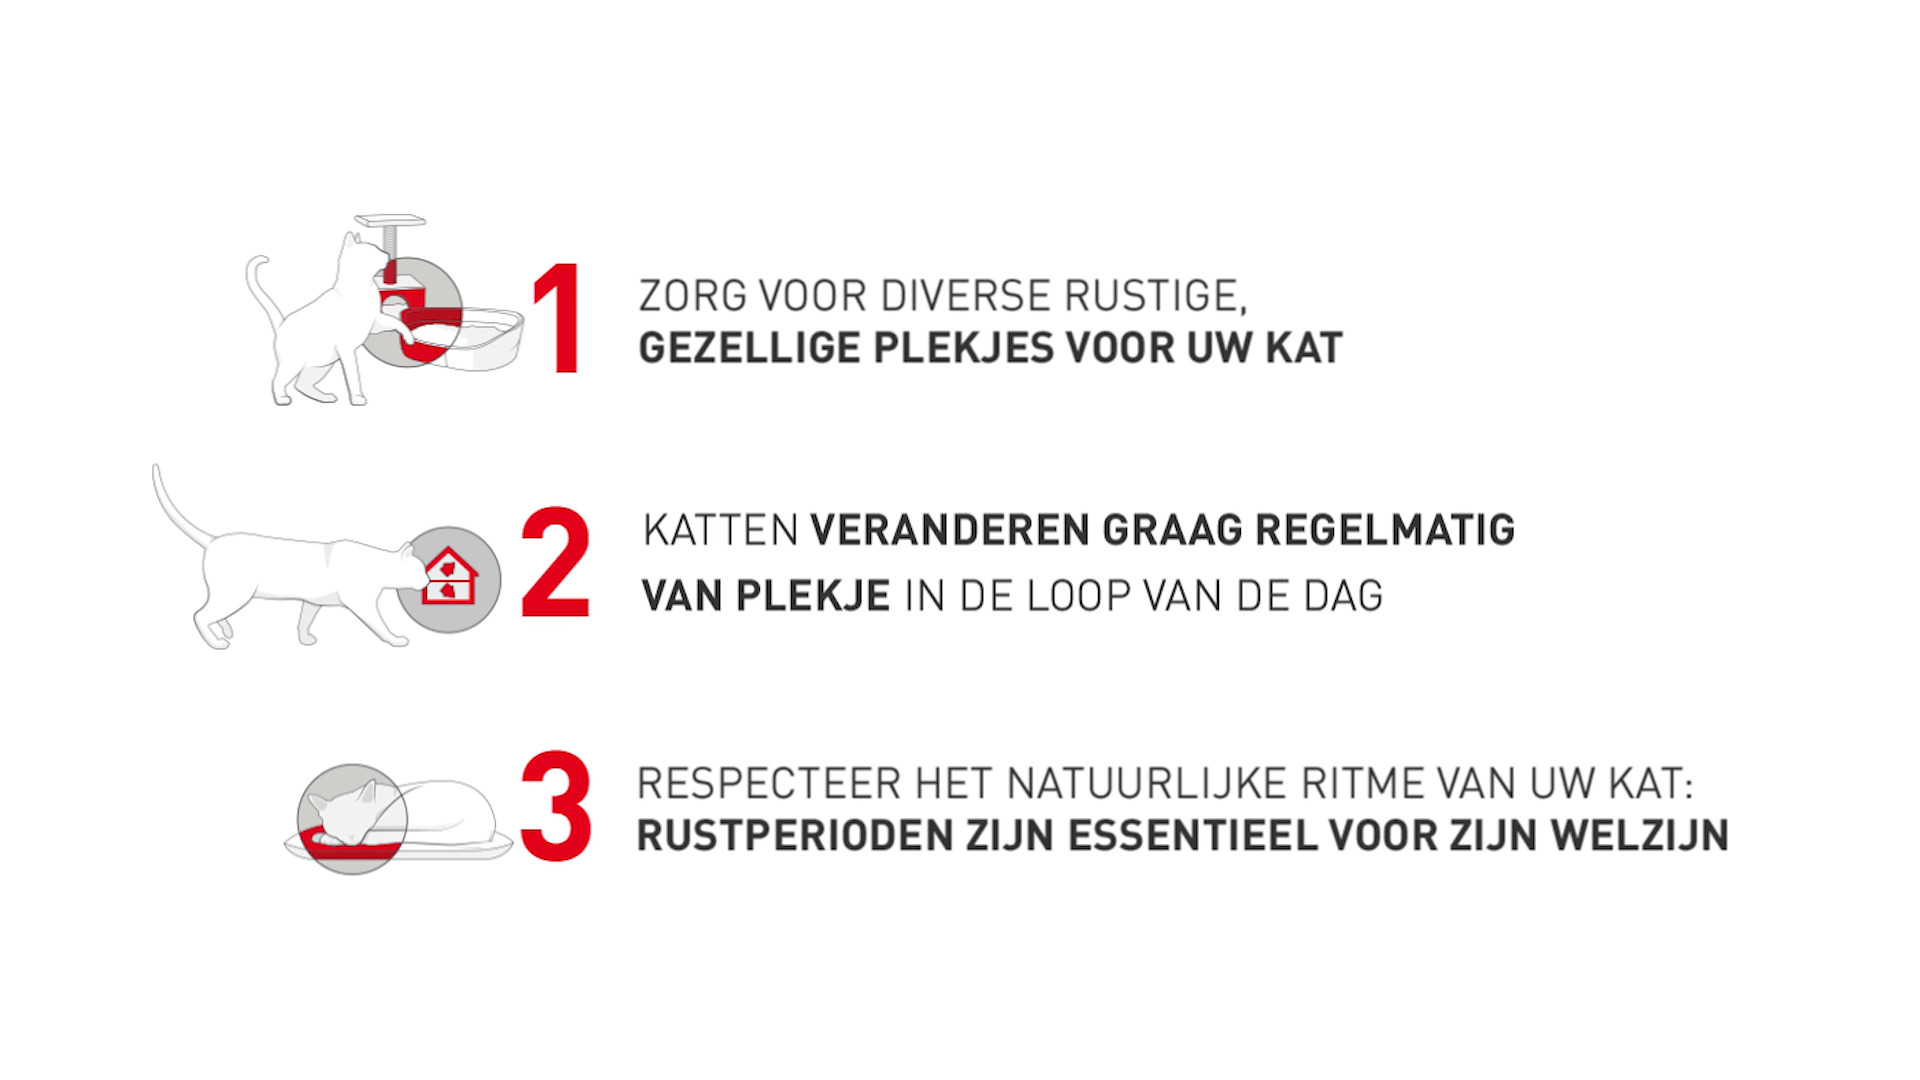 1
ZORG VOOR DIVERSE RUSTIGE,
GEZELLIGE PLEKJES VOOR UW KAT
2
KATTEN VERANDEREN GRAAG REGELMATIG
VAN PLEKJE IN DE LOOP VAN DE DAG
3
RESPECTEER HET NATUURLIJKE RITME VAN UW KAT:
RUSTPERIODEN ZIJN ESSENTIEEL VOOR ZIJN WELZIJN